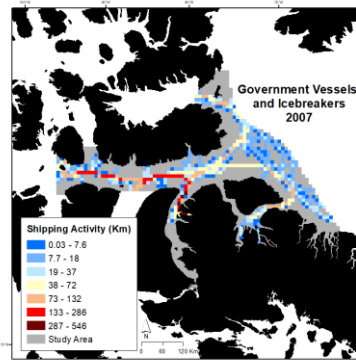 Government Vessels
and Icebreakers
2007
Shipping Activity (Km)
0.03 - 7.6
7.7 - 18
19 - 37
38 - 72
73 - 132
133 - 286
287 - 546
Study Area
N
0 60 120 Km